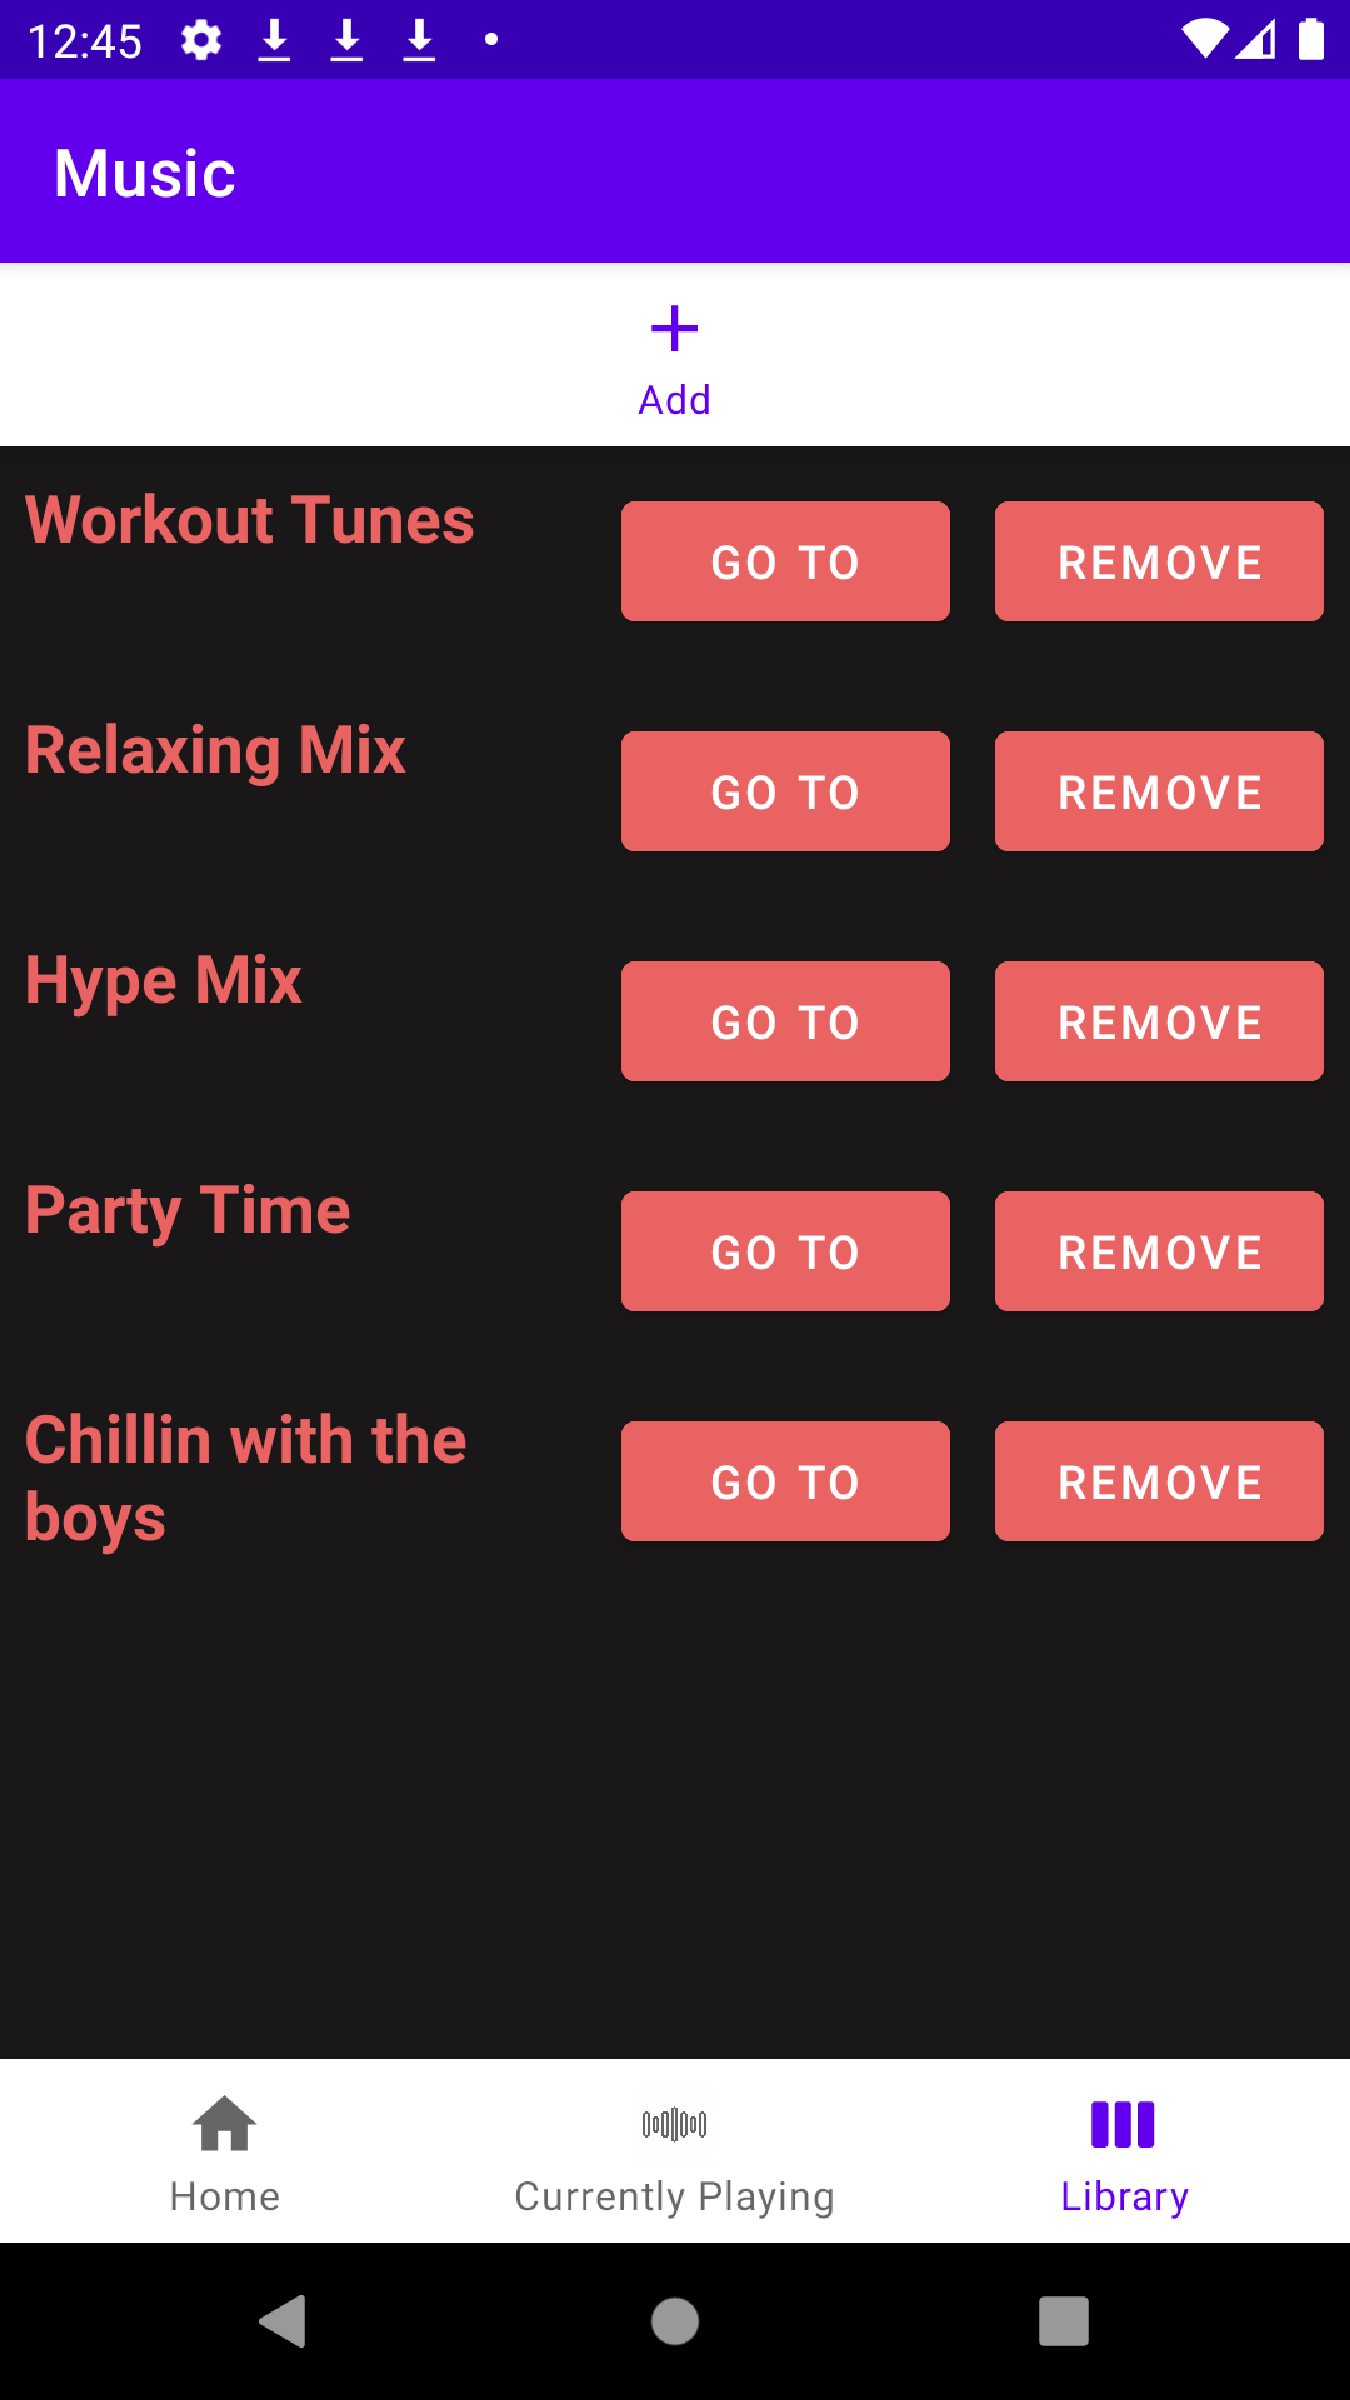 12:45
Music
Add
Workout Tunes
GO TO
REMOVE
Relaxing Mix
GO TO
REMOVE
Hype Mix
GO TO
REMOVE
Party Time
GO TO
REMOVE
Chillin with the
boys
GO TO
REMOVE
Home
Currently Playing
Library